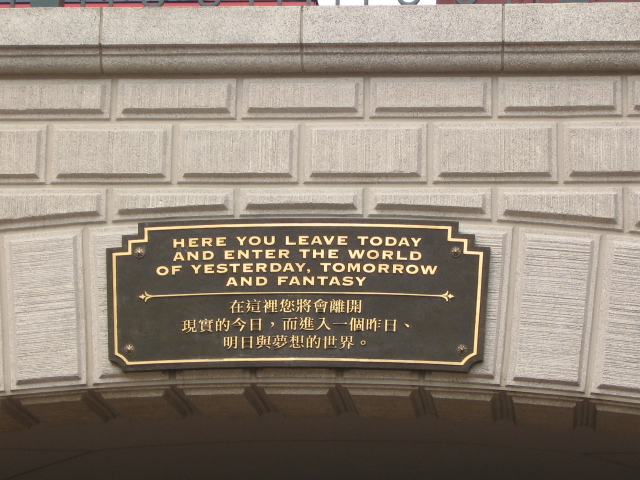 HERE YOU LEAVE TODAY
AND ENTER THE WORLD
OF YESTERDAY, TOMORROW
AND FANTASY
在這裡您將會離開
現實的今日，而進入一個昨日、
明日與夢想的世界。